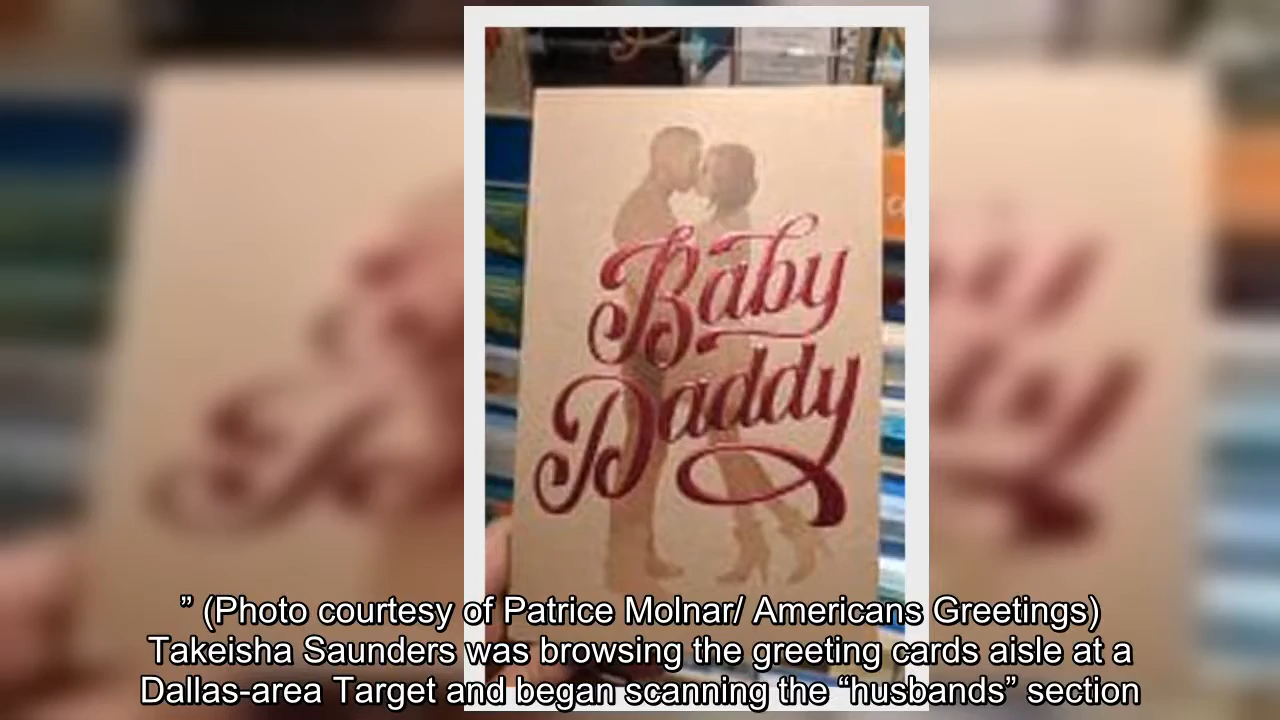 Baby
Daddy
” (Photo courtesy of Patrice Molnar/ Americans Greetings)
Takeisha Saunders was browsing the greeting cards aisle at a
Dallas-area Target and began scanning the “husbands” section